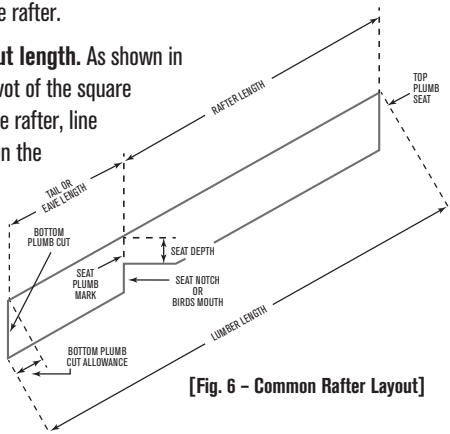 e rafter.
ut length. As shown in
vot of the square
e rafter, line
n the
RAFTER LENGTH
TOP
PLUMB
SEAT
TAIL OR
EAVE LENGTH
BOTTOM
PLUMB CUT
SEAT DEPTH
SEAT
PLUMB
MARK
SEAT NOTCH
OR
BIRDS MOUTH
LUMBER LENGTH
BOTTOM PLUMB
CUT ALLOWANCE
[Fig. 6 – Common Rafter Layout]